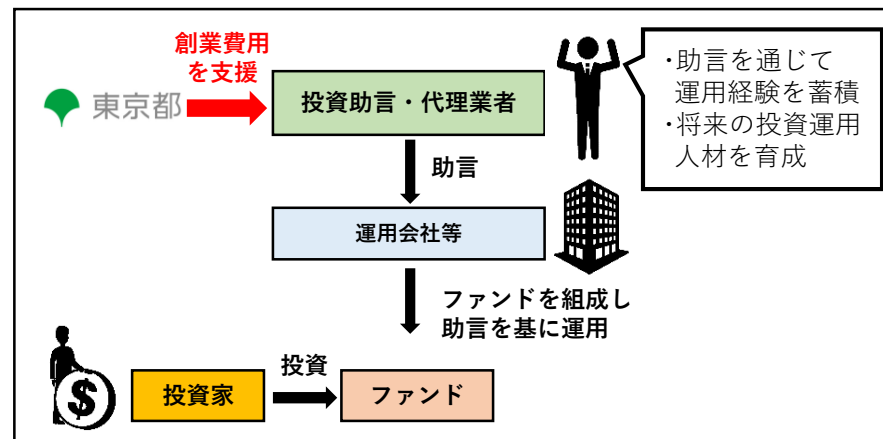 創業費用
を支援
東京都
投資助言・代理業者
・助言を通じて
運用経験を蓄積
・将来の投資運用
人材を育成
助言
運用会社等
ファンドを組成し
助言を基に運用
投資家
投資
ファンド
$